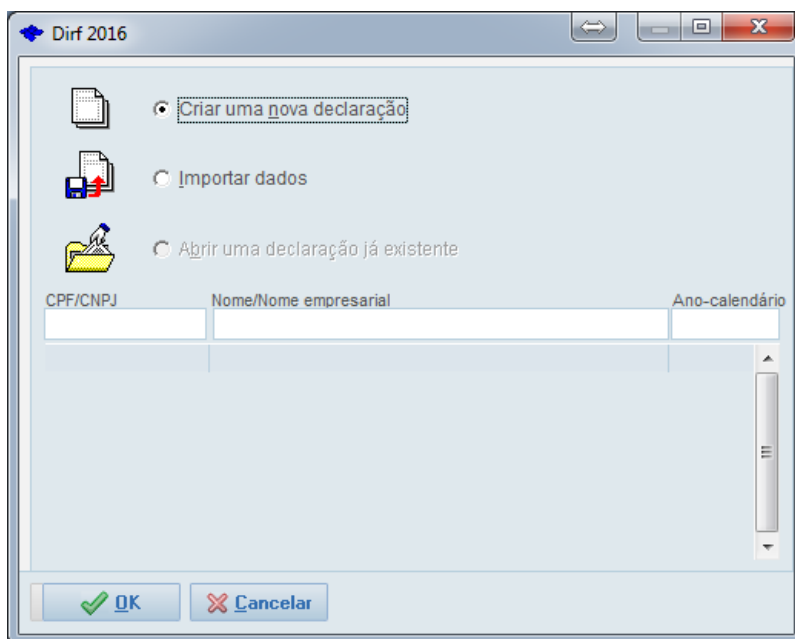 Dirf 2016
Criar uma nova declaração
Importar dados
Abrir uma declaração já existente
CPF/CNPJ Nome/Nome empresarial Ano-calendário
OK Cancelar